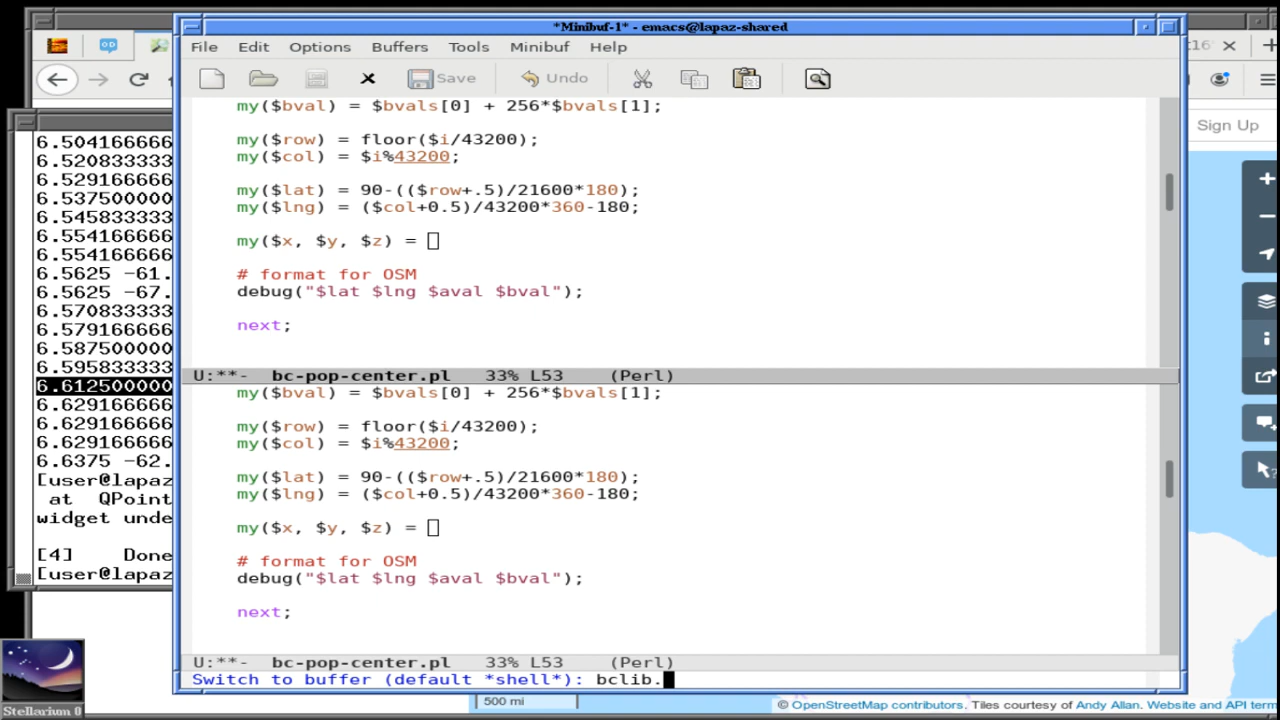 *Minibuf-1* - emacs@lapaz-shared
File Edit Options Buffers Tools Minibuf Help
Save Undo
my($bval) = $bvals[0] + 256*$bvals[1];
my($row) = floor($i/43200);
my($col) = $i%43200;
my($lat) = 90-(($row+.5)/21600*180);
my($lng) = ($col+0.5)/43200*360-180;
my($x, $y, $z) =
# format for OSM
debug("$lat $lng $aval $bval");
next;
U:**- bc-pop-center.pl 33% L53 (Perl)
my($bval) = $bvals[0] + 256*$bvals[1];
my($row) = floor($i/43200);
my($col) = $i%43200;
my($lat) = 90-(($row+.5)/21600*180);
my($lng) = ($col+0.5)/43200*360-180;
my($x, $y, $z) =
# format for OSM
debug("$lat $lng $aval $bval");
next;
U:**- bc-pop-center.pl 33% L53 (Perl)
Switch to buffer (default *shell*): bclib.
6.504166666
6.520833333
6.529166666
6.537500000
6.545833333
6.554166666
6.554166666
6.5625 -61.
6.5625 -67.
6.570833333
6.579166666
6.587500000
6.595833333
6.612500000
6.629166666
6.629166666
6.629166666
6.6375 -62.
[user@lapaz
at QPoint
widget unde
[4] Done
[user@lapaz
Stellarium 0
Sign Up
500 mi
© OpenStreetMap contributors. Tiles courtesy of Andy Allan. Website and API term